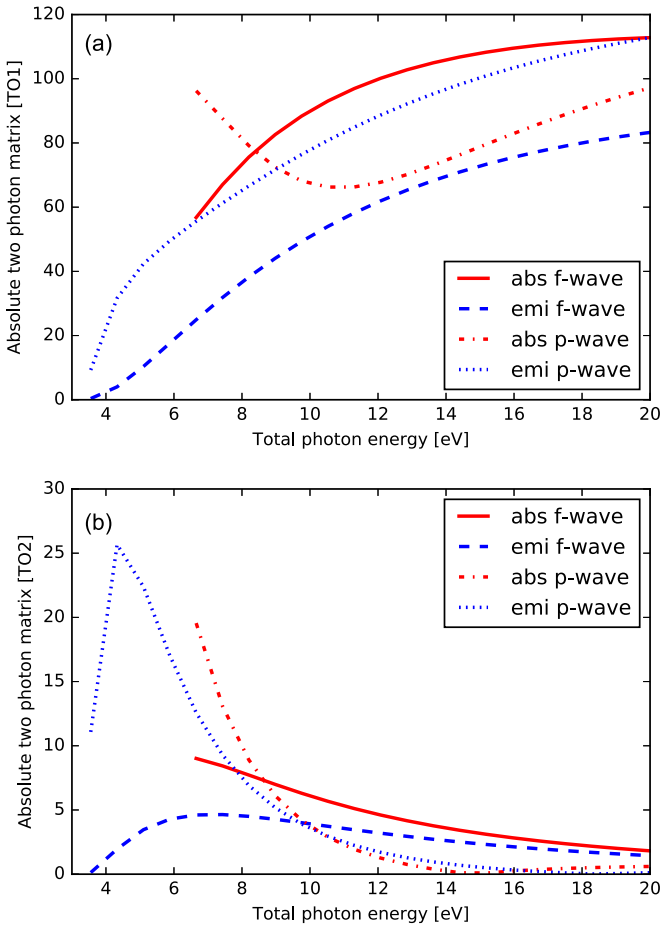 120
100
80
60
40
20
0
Absolute two photon matrix [TO1]
(a)
abs f-wave
emi f-wave
abs p-wave
emi p-wave
4 6 8 10 12 14 16 18 20
Total photon energy [eV]
30
25
20
15
10
5
0
Absolute two photon matrix [TO2]
(b)
abs f-wave
emi f-wave
abs p-wave
emi p-wave
4 6 8 10 12 14 16 18 20
Total photon energy [eV]